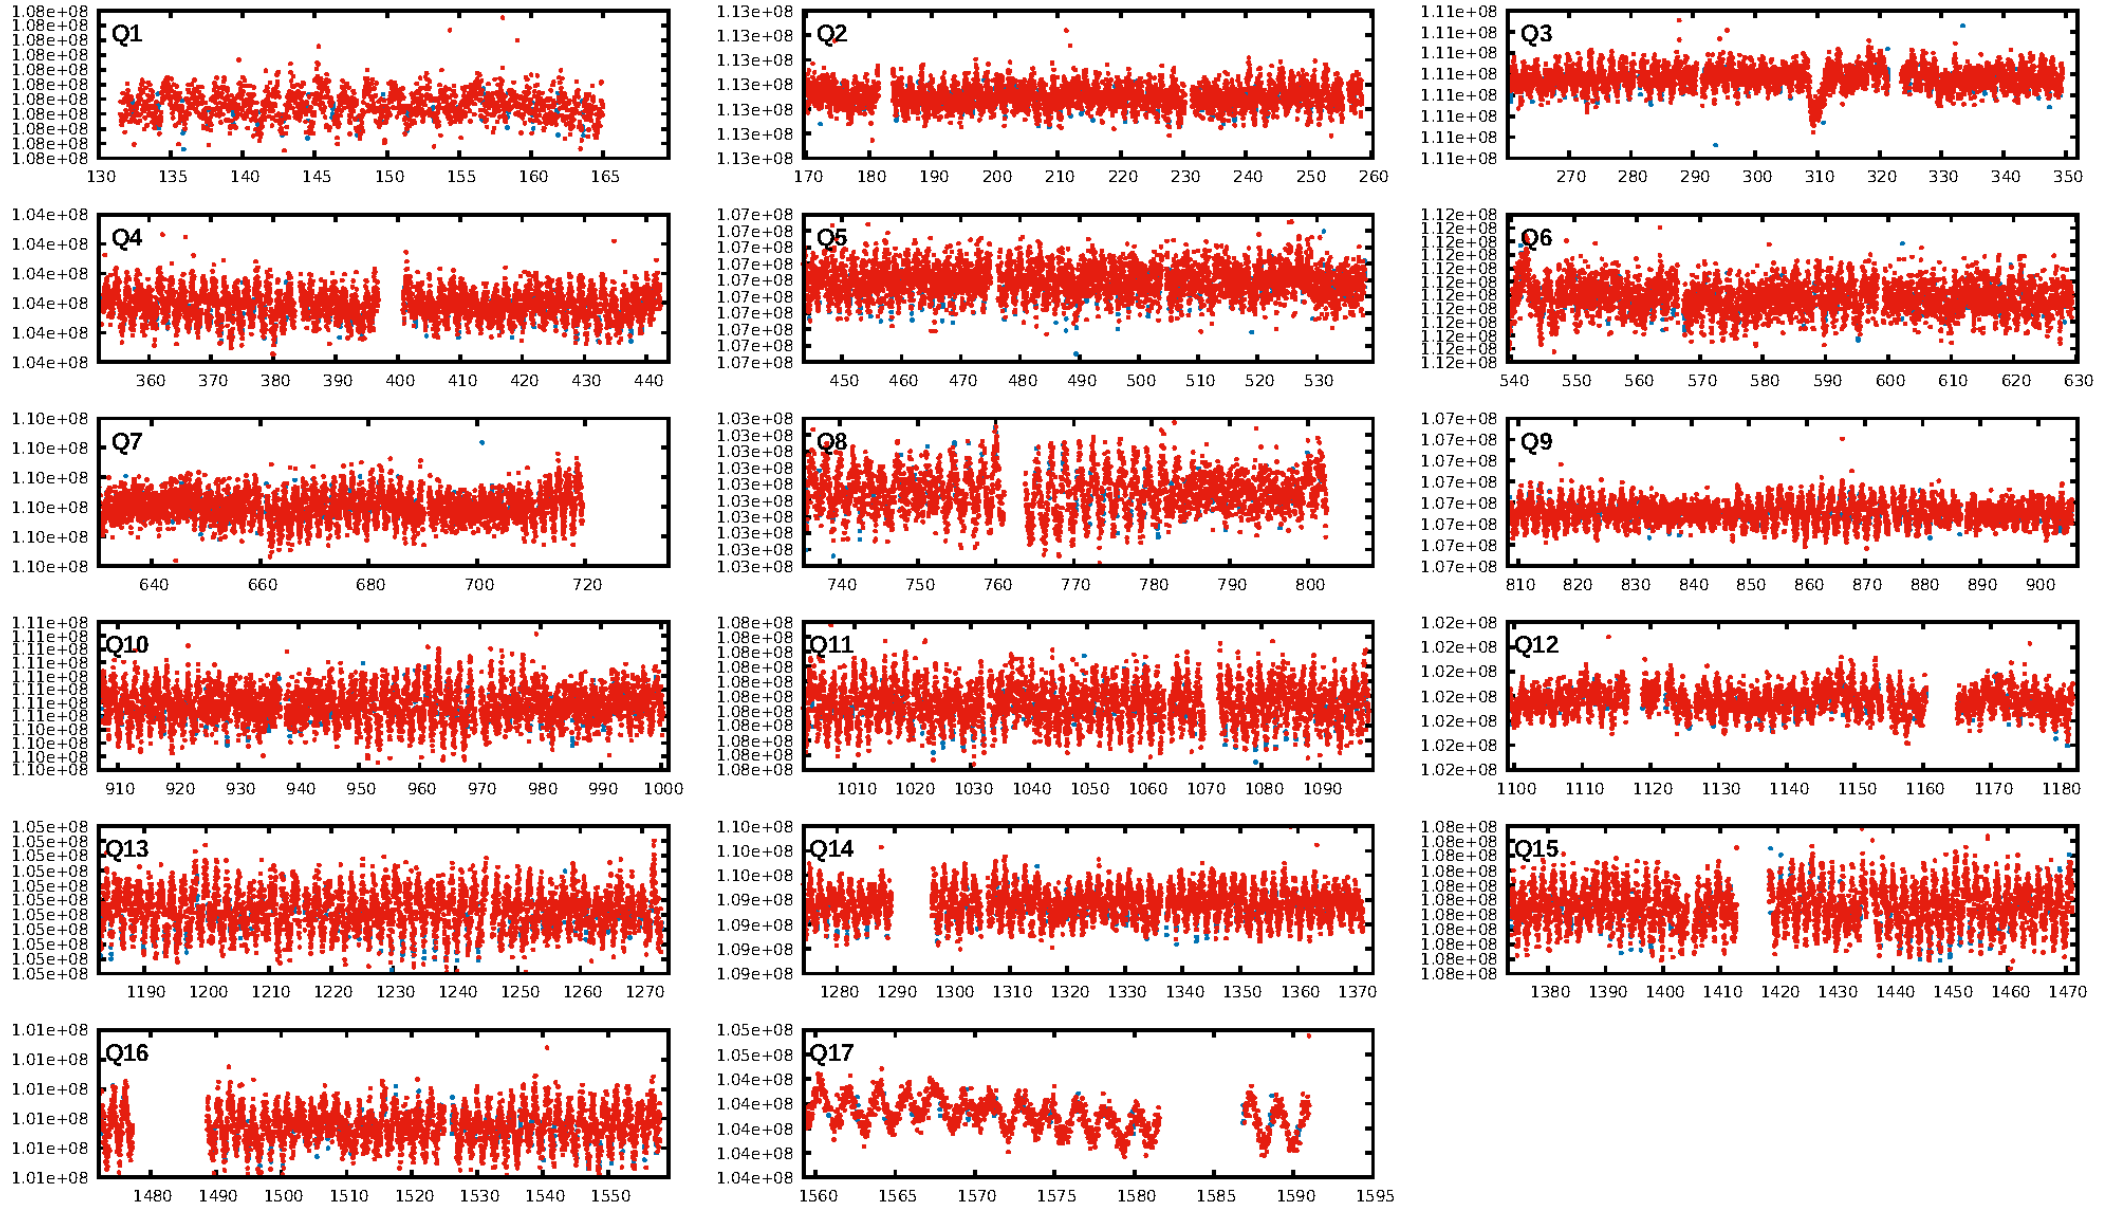 1.08e+08
1.08e+08
1.08e+08
1.08e+08
1.08e+08
1.08e+08
1.08e+08
1.08e+08
1.08e+08
1.08e+08
1.08e+08
Q1
130 135 140 145 150 155 160 165
1.13e+08
1.13e+08
1.13e+08
1.13e+08
1.13e+08
1.13e+08
1.13e+08
Q2
170 180 190 200 210 220 230 240 250 260
1.11e+08
1.11e+08
1.11e+08
1.11e+08
1.11e+08
1.11e+08
1.11e+08
1.11e+08
Q3
270 280 290 300 310 320 330 340 350
1.04e+08
1.04e+08
1.04e+08
1.04e+08
1.04e+08
1.04e+08
Q4
360 370 380 390 400 410 420 430 440
1.07e+08
1.07e+08
1.07e+08
1.07e+08
1.07e+08
1.07e+08
1.07e+08
1.07e+08
1.07e+08
1.07e+08
Q5
450 460 470 480 490 500 510 520 530
1.12e+08
1.12e+08
1.12e+08
1.12e+08
1.12e+08
1.12e+08
1.12e+08
1.12e+08
1.12e+08
1.12e+08
1.12e+08
1.12e+08
Q6
540 550 560 570 580 590 600 610 620 630
1.10e+08
1.10e+08
1.10e+08
1.10e+08
1.10e+08
1.10e+08
Q7
640 660 680 700 720
1.03e+08
1.03e+08
1.03e+08
1.03e+08
1.03e+08
1.03e+08
1.03e+08
1.03e+08
1.03e+08
1.03e+08
Q8
740 750 760 770 780 790 800
1.07e+08
1.07e+08
1.07e+08
1.07e+08
1.07e+08
1.07e+08
1.07e+08
1.07e+08
Q9
810 820 830 840 850 860 870 880 890 900
1.11e+08
1.11e+08
1.11e+08
1.11e+08
1.11e+08
1.11e+08
1.11e+08
1.11e+08
1.10e+08
1.10e+08
1.10e+08
1.10e+08
Q10
910 920 930 940 950 960 970 980 990 1000
1.08e+08
1.08e+08
1.08e+08
1.08e+08
1.08e+08
1.08e+08
1.08e+08
1.08e+08
1.08e+08
1.08e+08
1.08e+08
Q11
1010 1020 1030 1040 1050 1060 1070 1080 1090
1.02e+08
1.02e+08
1.02e+08
1.02e+08
1.02e+08
1.02e+08
1.02e+08
Q12
1100 1110 1120 1130 1140 1150 1160 1170 1180
1.05e+08
1.05e+08
1.05e+08
1.05e+08
1.05e+08
1.05e+08
1.05e+08
1.05e+08
1.05e+08
1.05e+08
1.05e+08
Q13
1190 1200 1210 1220 1230 1240 1250 1260 1270
1.10e+08
1.10e+08
1.10e+08
1.09e+08
1.09e+08
1.09e+08
1.09e+08
Q14
1280 1290 1300 1310 1320 1330 1340 1350 1360 1370
1.08e+08
1.08e+08
1.08e+08
1.08e+08
1.08e+08
1.08e+08
1.08e+08
1.08e+08
1.08e+08
1.08e+08
1.08e+08
Q15
1380 1390 1400 1410 1420 1430 1440 1450 1460 1470
1.01e+08
1.01e+08
1.01e+08
1.01e+08
1.01e+08
1.01e+08
Q16
1480 1490 1500 1510 1520 1530 1540 1550
1.05e+08
1.05e+08
1.04e+08
1.04e+08
1.04e+08
1.04e+08
1.04e+08
Q17
1560 1565 1570 1575 1580 1585 1590 1595